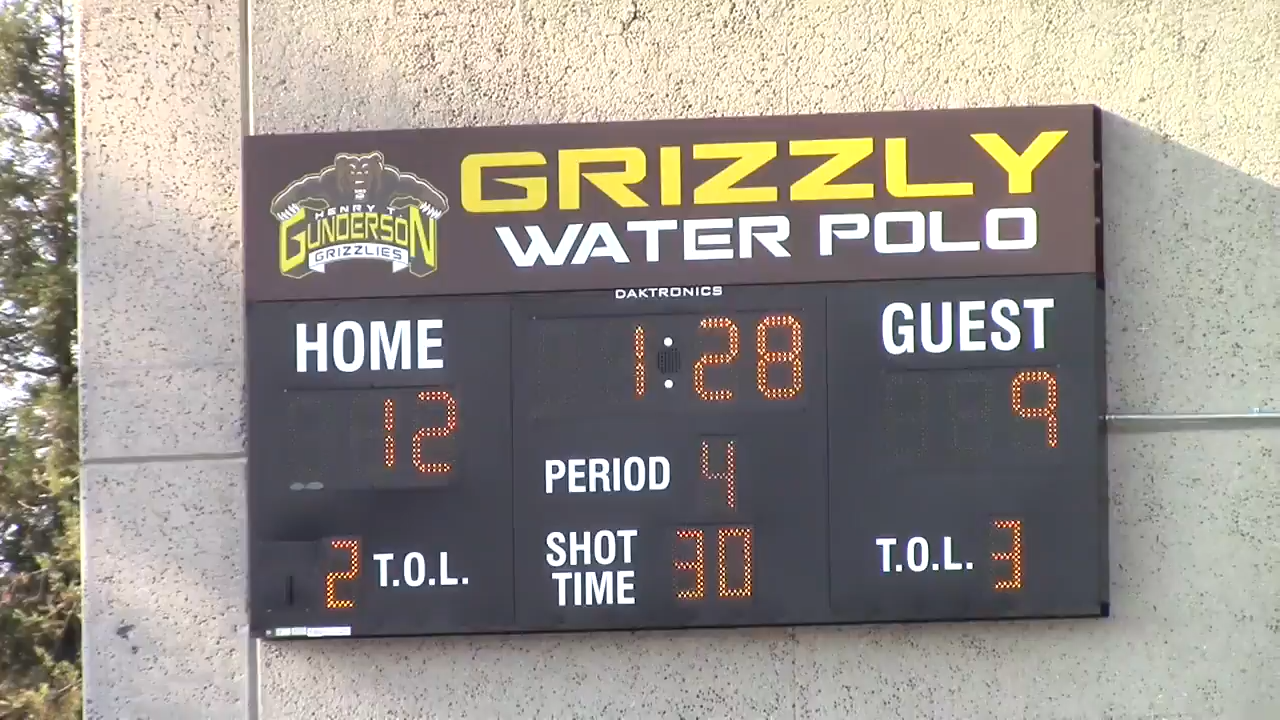 GRIZZLY
WATER POLO
HENRY T.
GUNDERSON
GRIZZLIES
DAKTRONICS
HOME
1:28
GUEST
12
9
PERIOD 4
2 T.O.L.
SHOT
TIME
30
T.O.L. 3